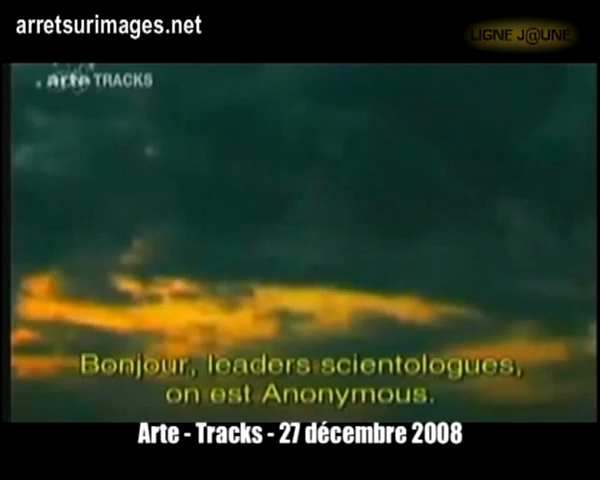 arretsurimages.net
LIGNE J@UNE
arte TRACKS
Bonjour, leaders scientologues,
on est Anonymous.
Arte - Tracks - 27 décembre 2008